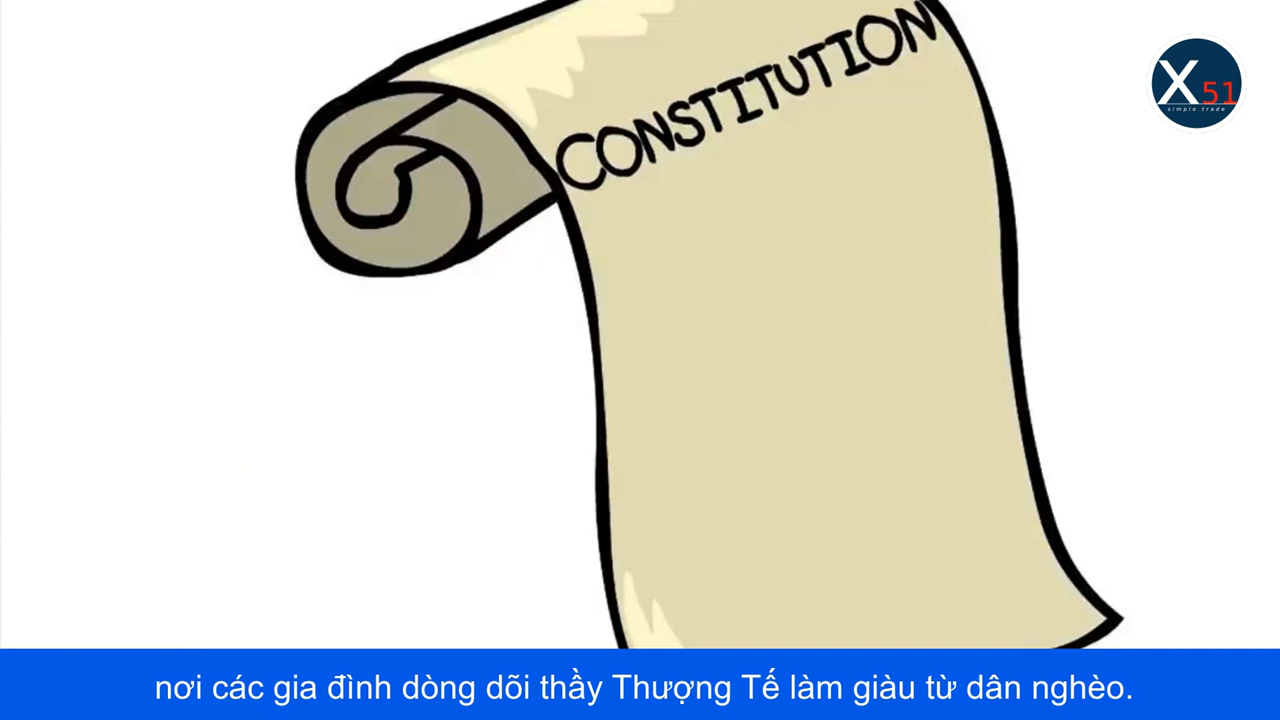 CONSTITUTION
X51
simple trade
nơi các gia đình dòng dõi thầy Thượng Tế làm giàu từ dân nghèo.